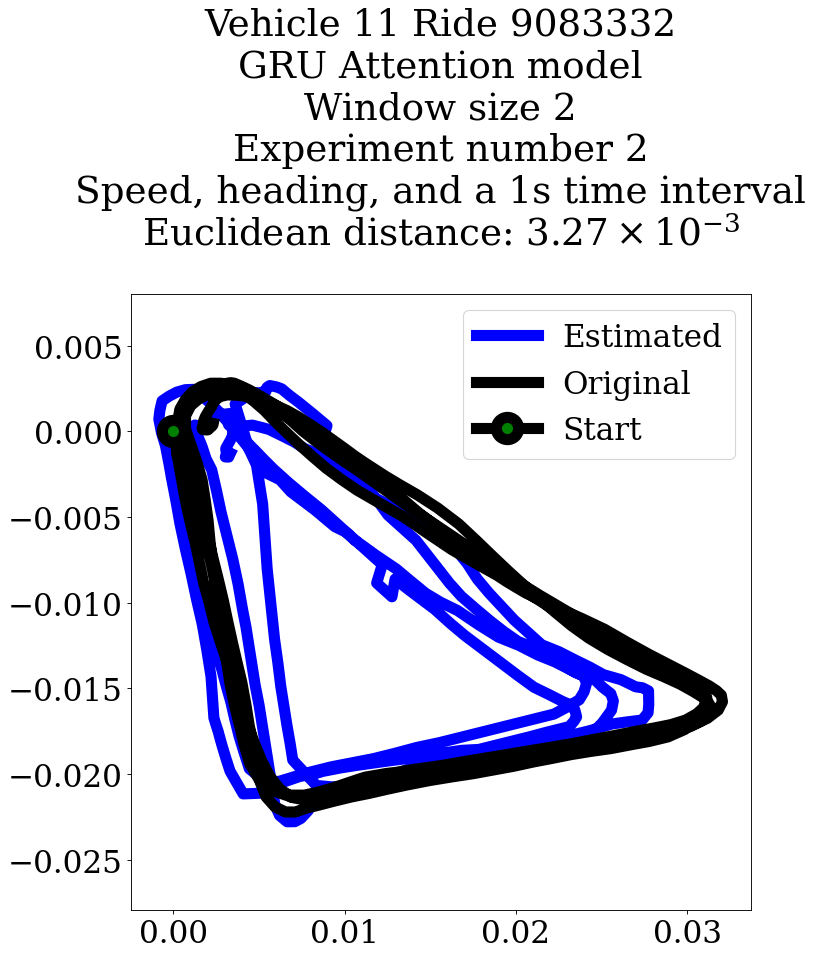 Vehicle 11 Ride 9083332
GRU Attention model
Window size 2
Experiment number 2
Speed, heading, and a 1s time interval
Euclidean distance: 3.27 × 10⁻³
Estimated
Original
Start
0.005
0.000
−0.005
−0.010
−0.015
−0.020
−0.025
0.00 0.01 0.02 0.03